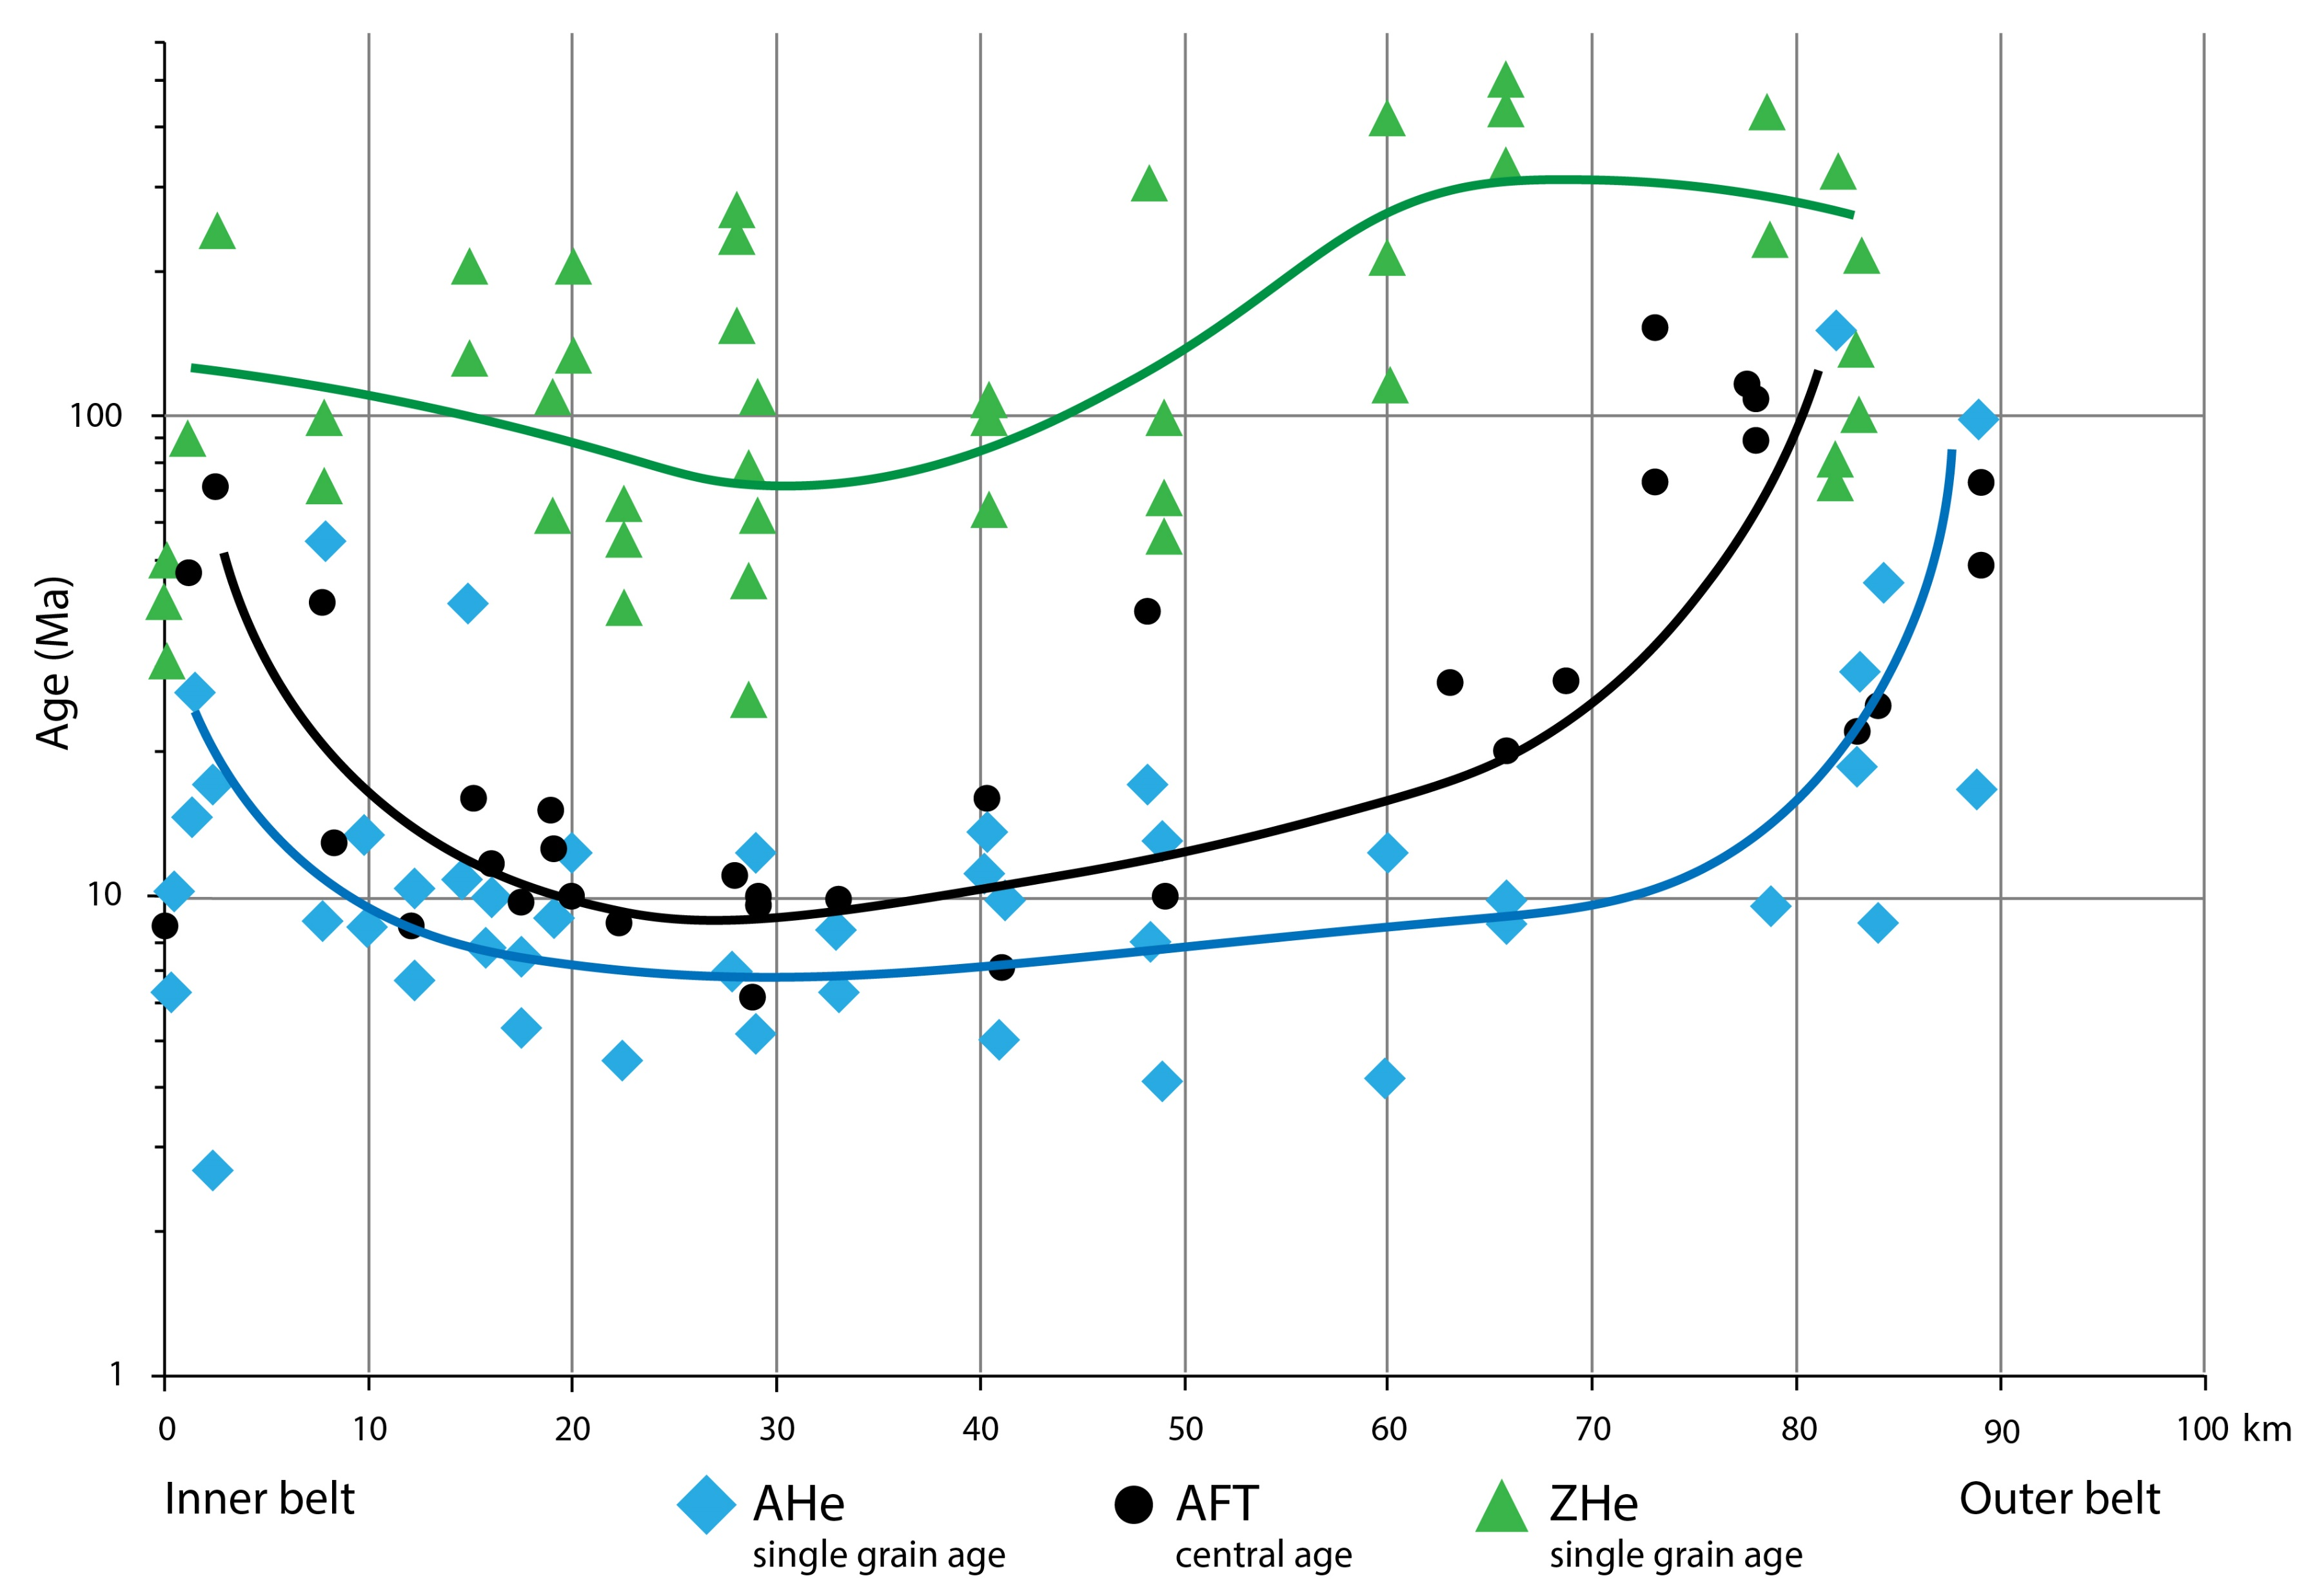 Age (Ma)
100
10
1
0 10 20 30 40 50 60 70 80 90 100 km
Inner belt AHe AFT ZHe Outer belt
single grain age central age single grain age